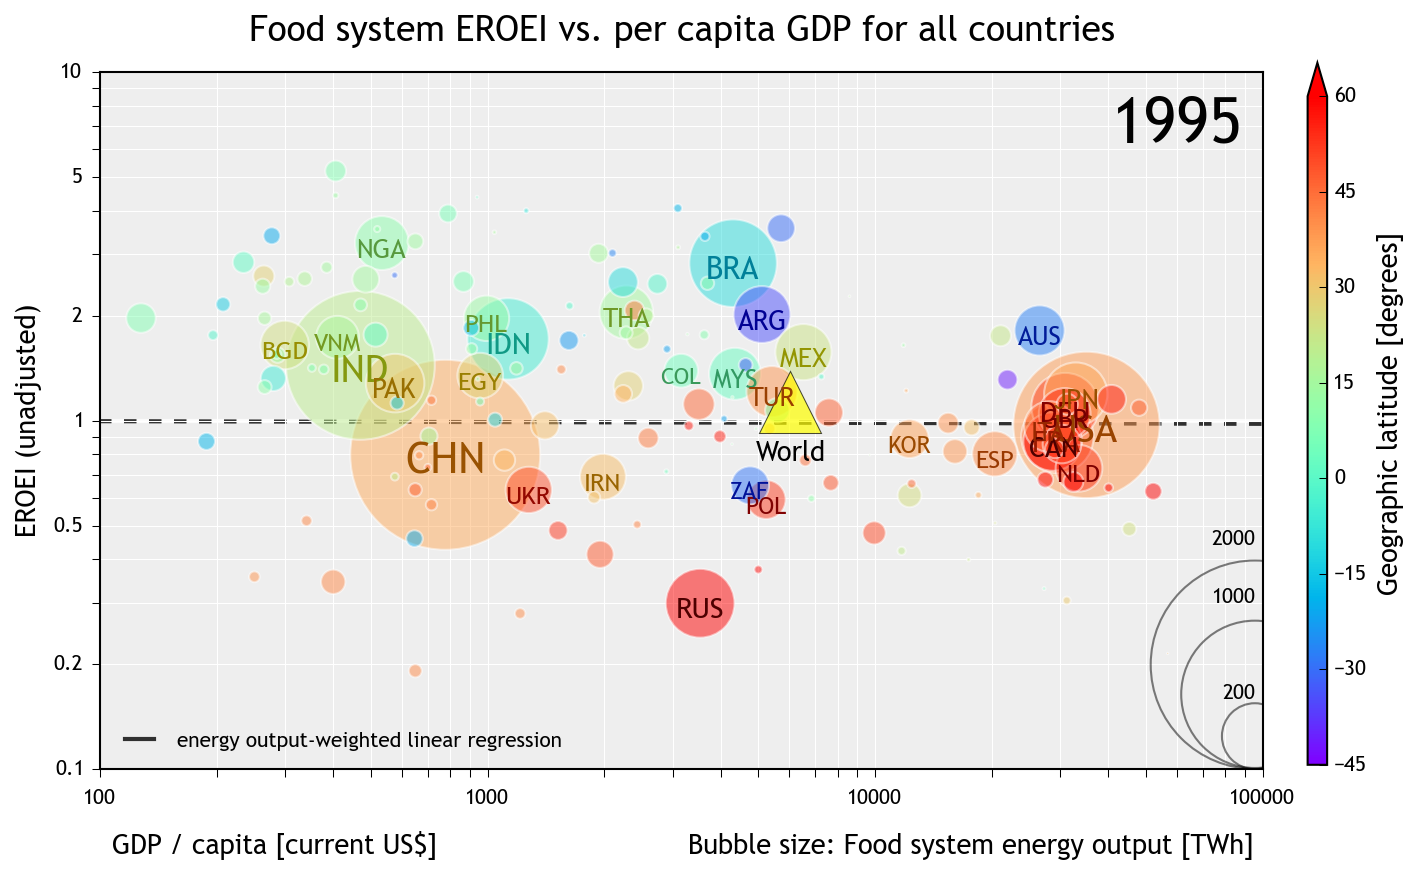 Food system EROEI vs. per capita GDP for all countries
1995
EROEI (unadjusted)
10
5
2
1
0.5
0.2
0.1
NGA
BRA
ARG
THA
PHL
IDN
VNM
BGD
IND
PAK
EGY
COL
MYS
MEX
TUR
AUS
JPN
DEU
GBR
USA
CAN
CHN
World
KOR
ESP
NLD
UKR
IRN
ZAF
POL
RUS
2000
1000
200
energy output-weighted linear regression
100
1000
10000
100000
GDP / capita [current US$]
Bubble size: Food system energy output [TWh]
60
45
30
15
0
−15
−30
−45
Geographic latitude [degrees]